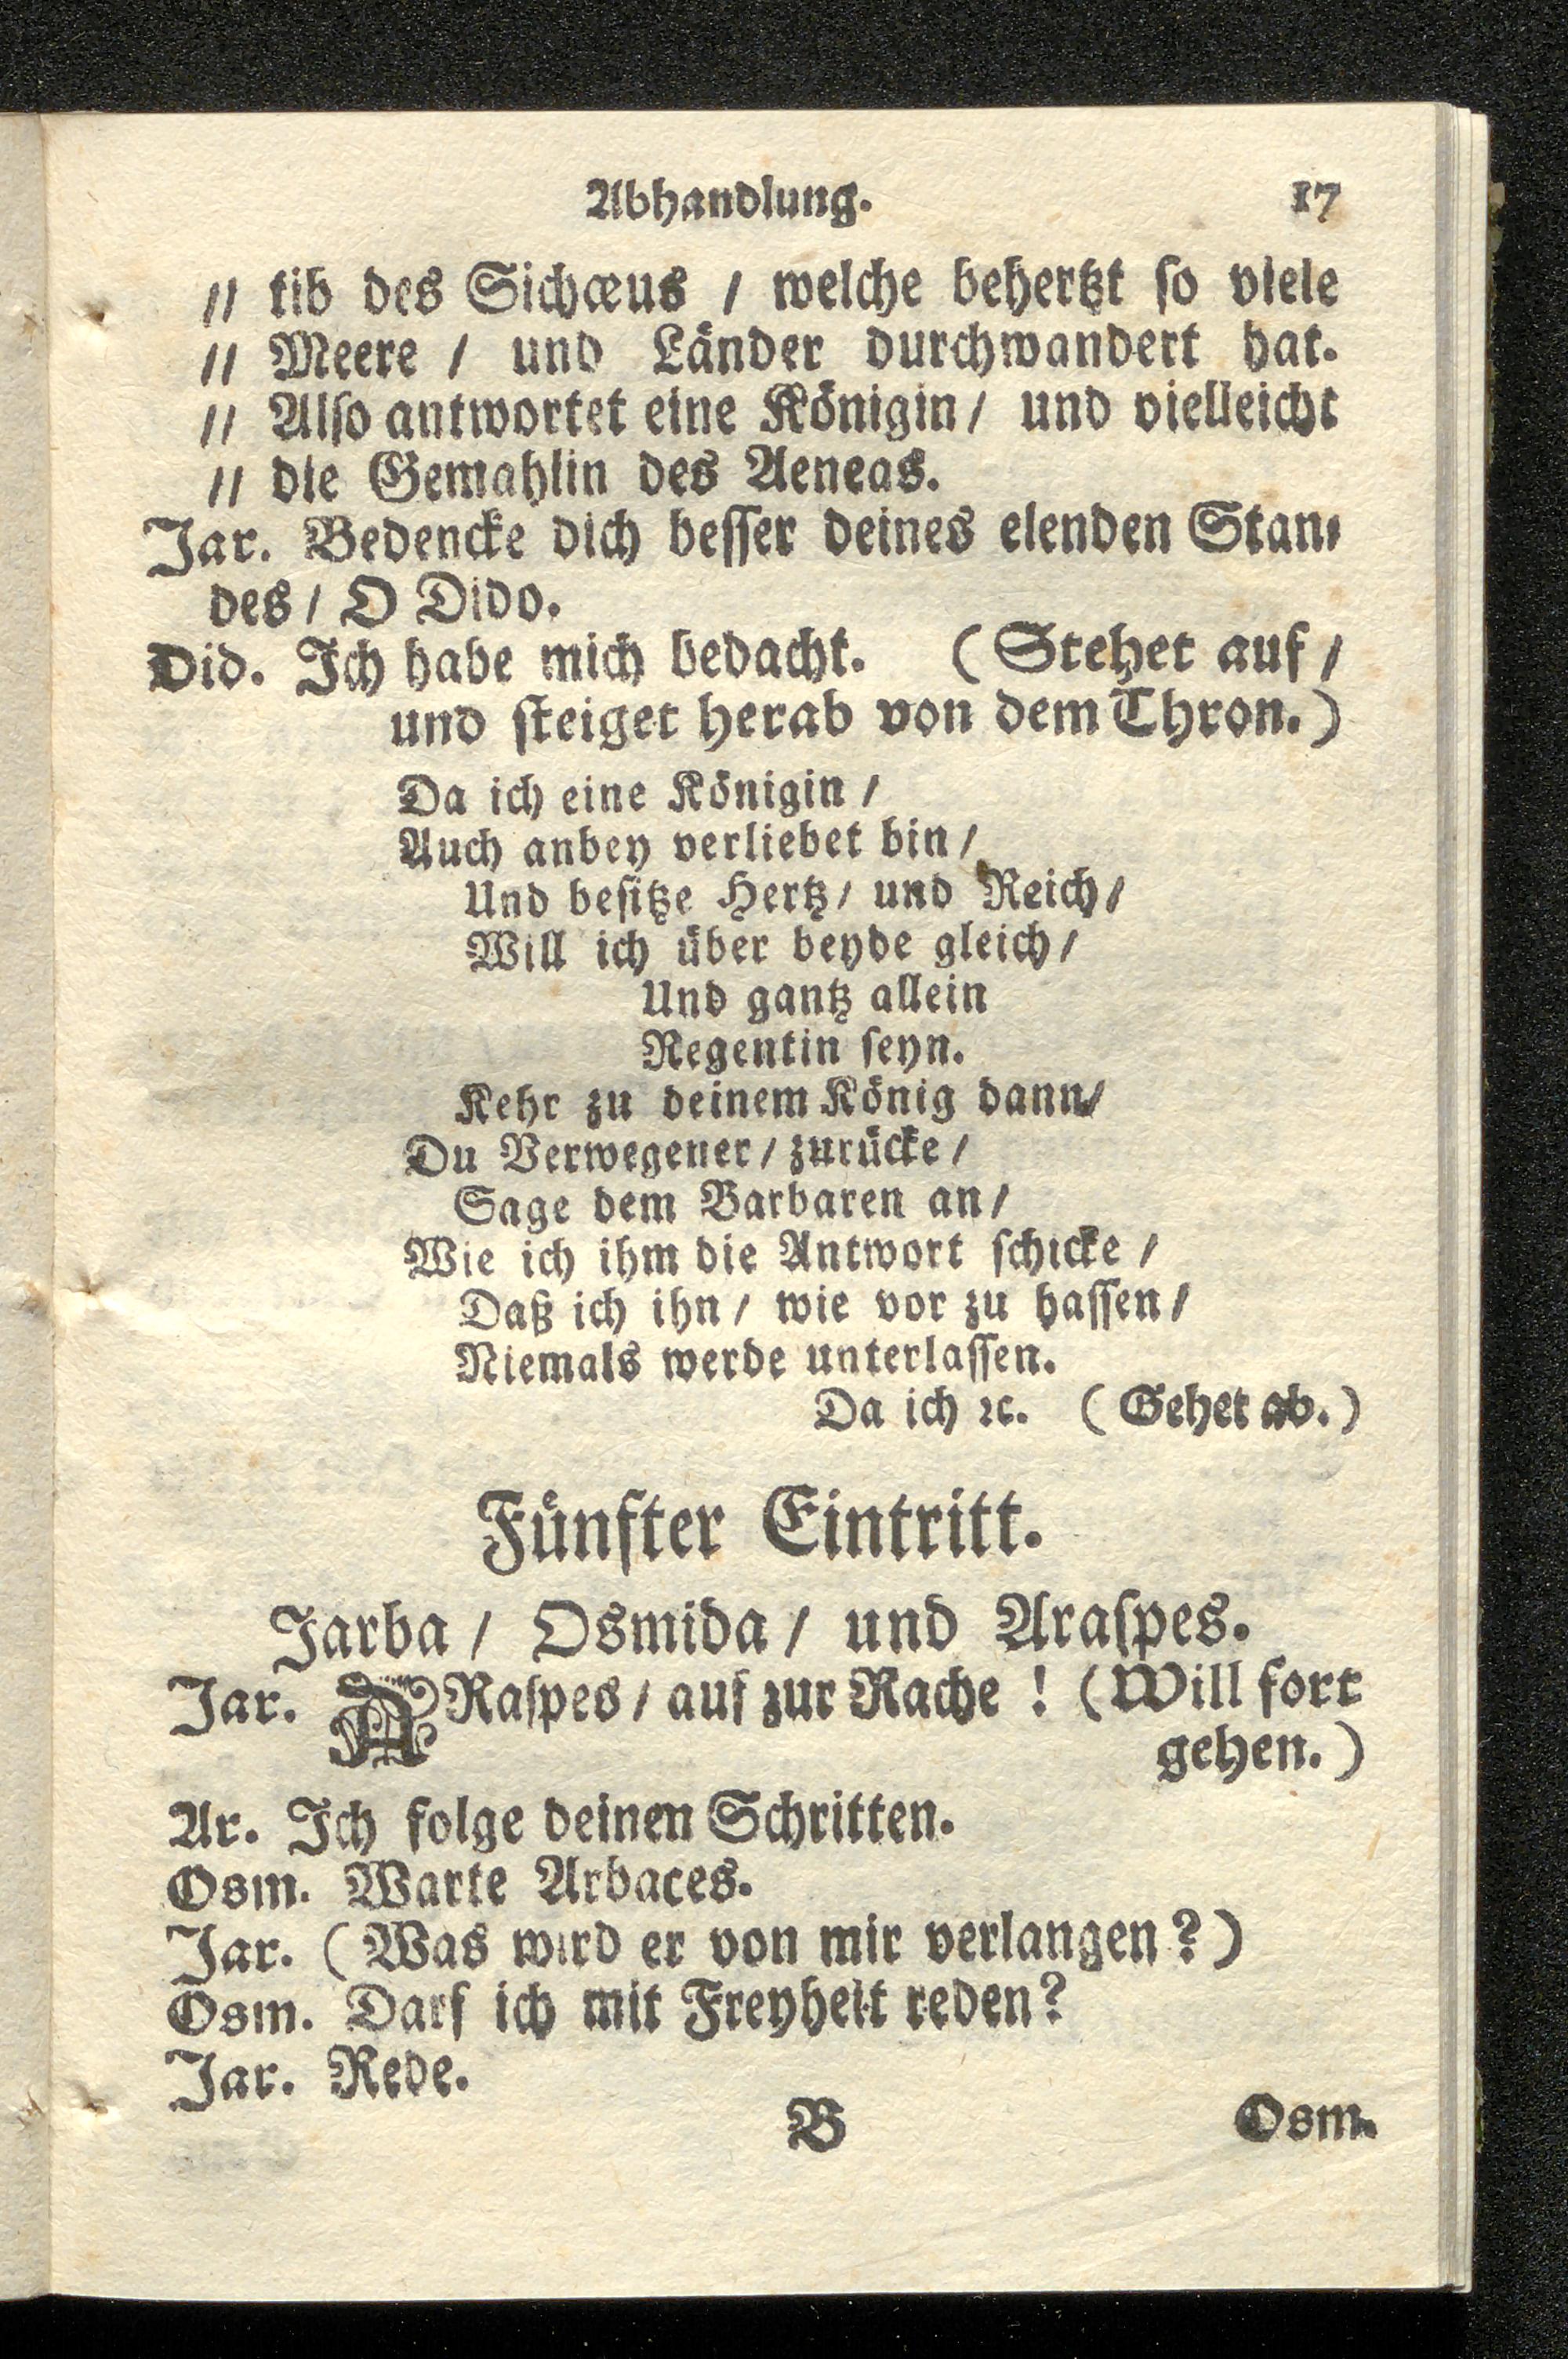 Abhandlung. 17
// tib des Sichœus / welche behertzt so viele
// Meere / und Länder durchwandert hat.
// Also antwortet eine Königin / und vielleicht
// die Gemahlin des Aeneas.
Jar. Bedencke dich besser deines elenden Stan-
des / O Dido.
Did. Ich habe mich bedacht. (Stehet auf /
und steiget herab von dem Thron.)
Da ich eine Königin /
Auch anbey verliebet bin /
Und besitze Hertz / und Reich /
Will ich über beyde gleich /
Und gantz allein
Regentin seyn.
Kehr zu deinem König dann /
Du Verwegener / zurücke /
Sage dem Barbaren an /
Wie ich ihm die Antwort schicke /
Daß ich ihn / wie vor zu hassen /
Niemals werde unterlassen.
Da ich ꝛc. (Gehet ab.)
Fünfter Eintritt.
Jarba / Osmida / und Araspes.
Jar. ARaspes / auf zur Rache ! (Will fort
gehen.)
Ar. Ich folge deinen Schritten.
Osm. Warte Arbaces.
Jar. (Was wird er von mir verlangen?)
Osm. Darf ich mit Freyheit reden?
Jar. Rede.
B Osm.